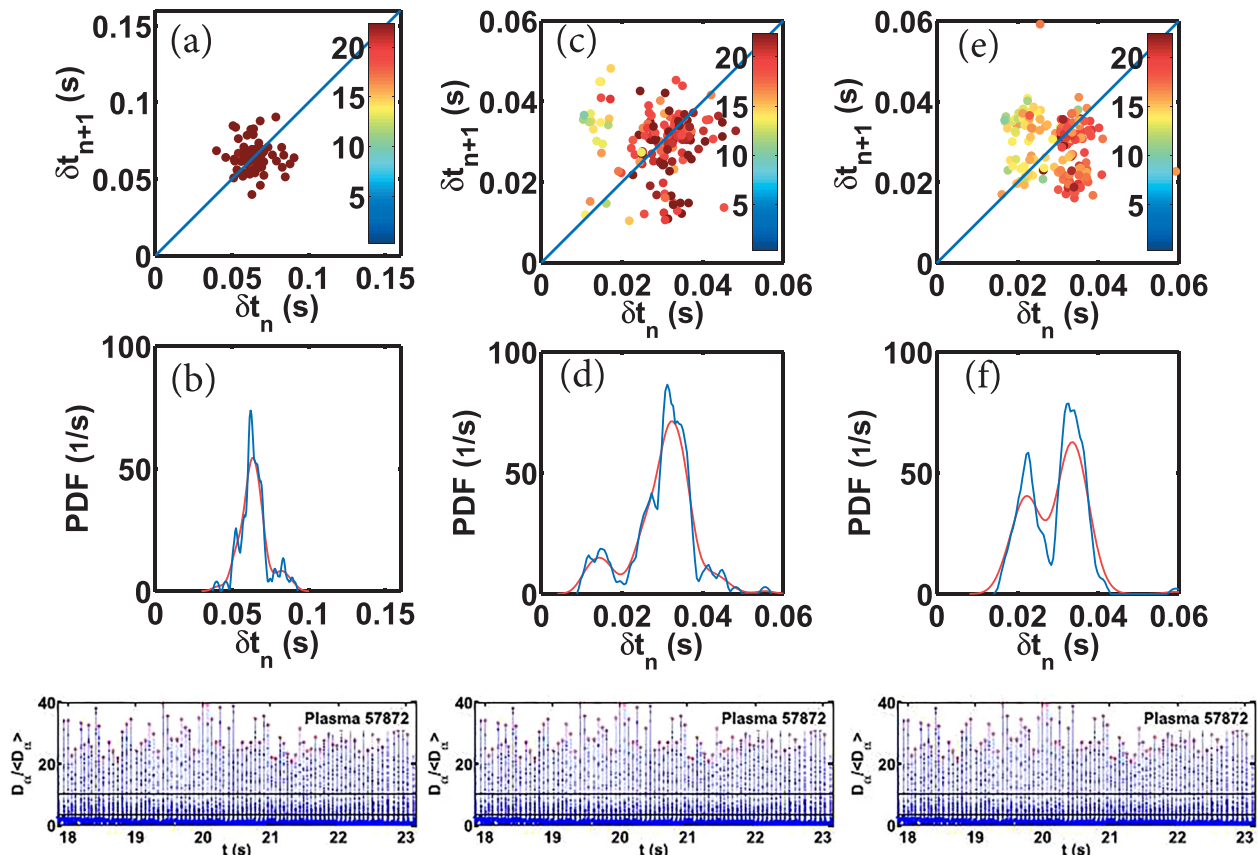 (a)
0.15
0.1
0.05
0
δt_{n+1} (s)
0 0.05 0.1 0.15
δt_n (s)
20
15
10
5
(c)
0.06
0.04
0.02
0
δt_{n+1} (s)
0 0.02 0.04 0.06
δt_n (s)
20
15
10
5
(e)
0.06
0.04
0.02
0
δt_{n+1} (s)
0 0.02 0.04 0.06
δt_n (s)
20
15
10
5
(b)
100
50
0
PDF (1/s)
0 0.05 0.1 0.15
δt_n (s)
(d)
100
50
0
PDF (1/s)
0 0.02 0.04 0.06
δt_n (s)
(f)
100
50
0
PDF (1/s)
0 0.02 0.04 0.06
δt_n (s)
Plasma 57872
40
20
0
D_α/<D_α>
18 19 20 21 22 23
t (s)
Plasma 57872
40
20
0
D_α/<D_α>
18 19 20 21 22 23
t (s)
Plasma 57872
40
20
0
D_α/<D_α>
18 19 20 21 22 23
t (s)